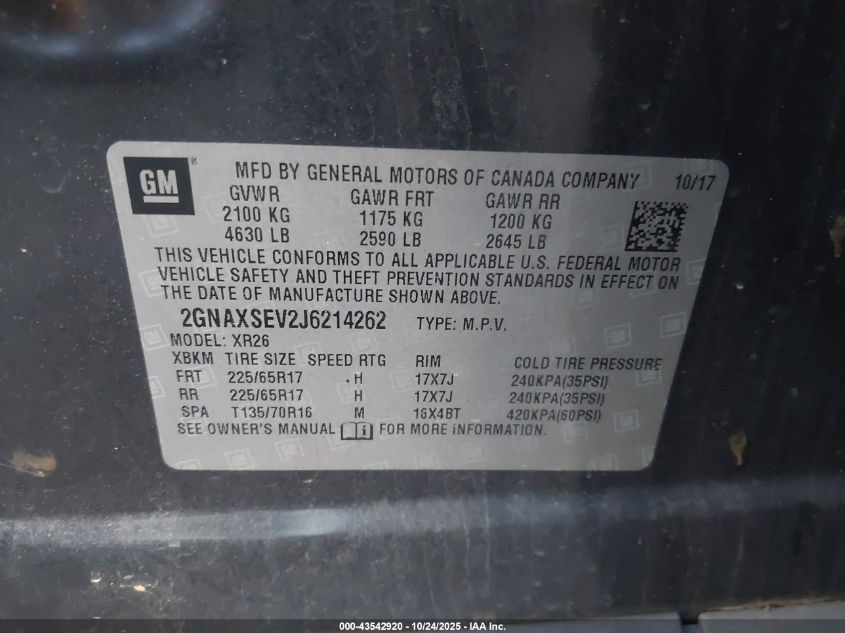 GM ®
MFD BY GENERAL MOTORS OF CANADA COMPANY 10/17
GVWR GAWR FRT GAWR RR
2100 KG 1175 KG 1200 KG
4630 LB 2590 LB 2645 LB
THIS VEHICLE CONFORMS TO ALL APPLICABLE U.S. FEDERAL MOTOR
VEHICLE SAFETY AND THEFT PREVENTION STANDARDS IN EFFECT ON
THE DATE OF MANUFACTURE SHOWN ABOVE.
2GNAXSEV2J6214262 TYPE: M.P.V.
MODEL: XR26
XBKM TIRE SIZE SPEED RTG RIM COLD TIRE PRESSURE
FRT 225/65R17 H 17X7J 240KPA(35PSI)
RR 225/65R17 H 17X7J 240KPA(35PSI)
SPA T135/70R16 M 16X4BT 420KPA(60PSI)
SEE OWNER'S MANUAL FOR MORE INFORMATION.
000-43542920 - 10/24/2025 - IAA Inc.